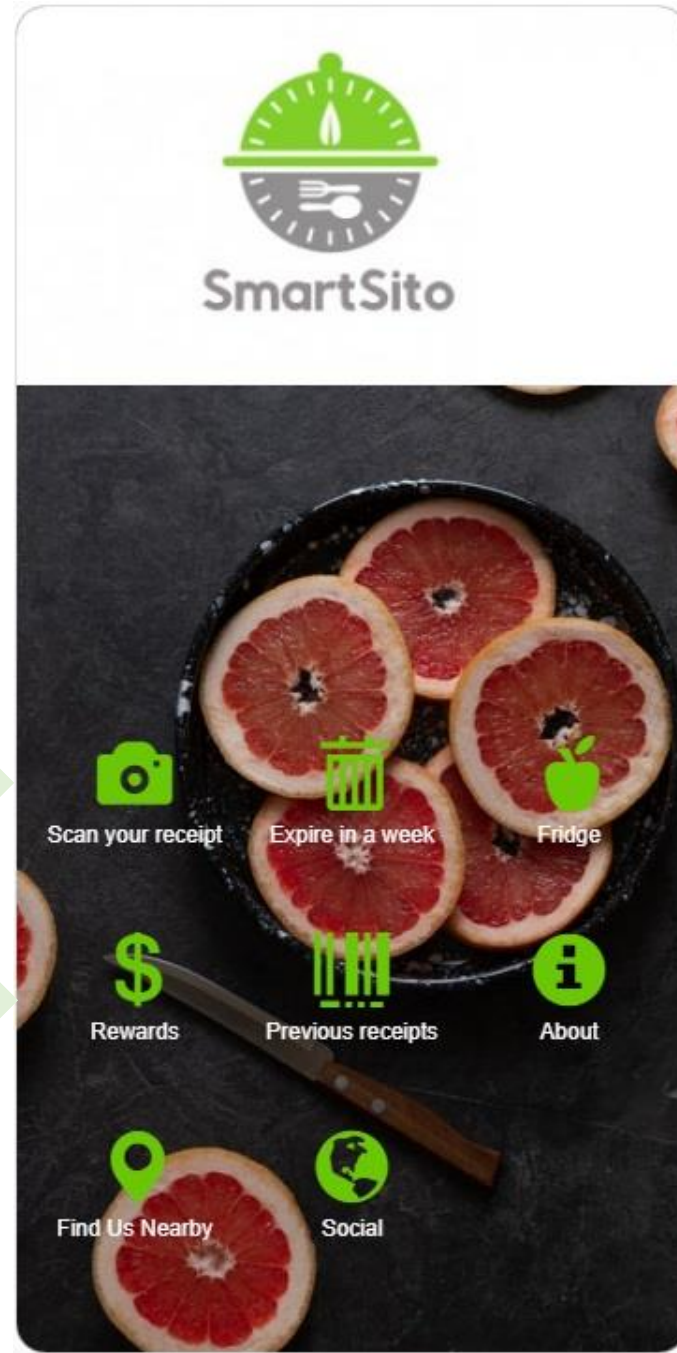 SmartSito
Scan your receipt
Expire in a week
Fridge
Rewards
Previous receipts
About
Find Us Nearby
Social